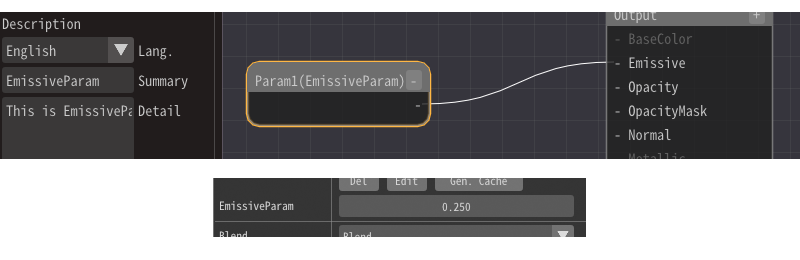 Description
English Lang.
EmissiveParam Summary
This is EmissivePa Detail
Param1(EmissiveParam) -
-
Output +
- BaseColor
- Emissive
- Opacity
- OpacityMask
- Normal
- Metallic
Del Edit Gen. Cache
EmissiveParam 0.250
Blend Blend